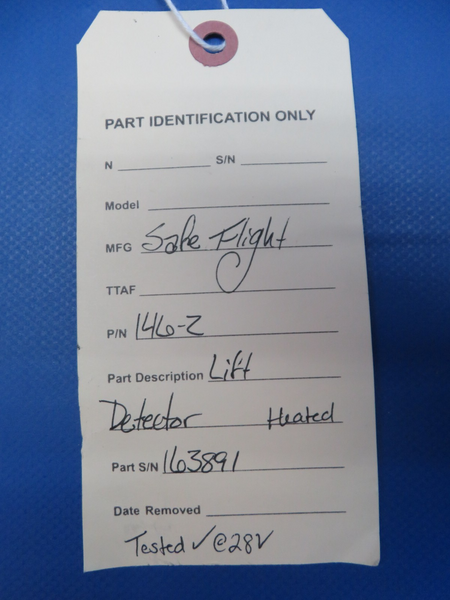 PART IDENTIFICATION ONLY
N S/N
Model
MFG Safe Flight
TTAF
P/N 146-2
Part Description Lift
Detector Heated
Part S/N 163891
Date Removed
Tested ✓ @28V